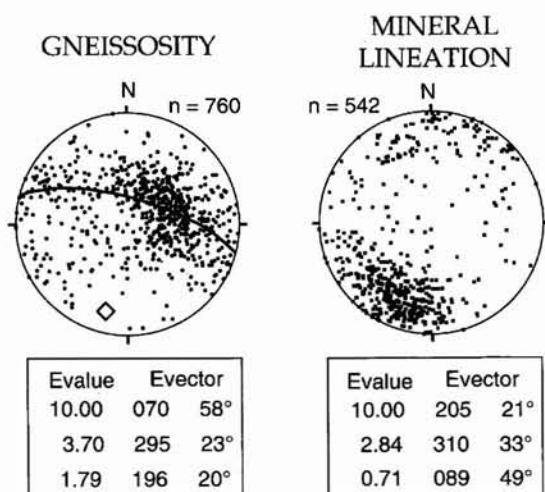 GNEISSOSITY
N
n = 760
Evalue Evector
10.00 070 58°
3.70 295 23°
1.79 196 20°
MINERAL
LINEATION
N
n = 542
Evalue Evector
10.00 205 21°
2.84 310 33°
0.71 089 49°